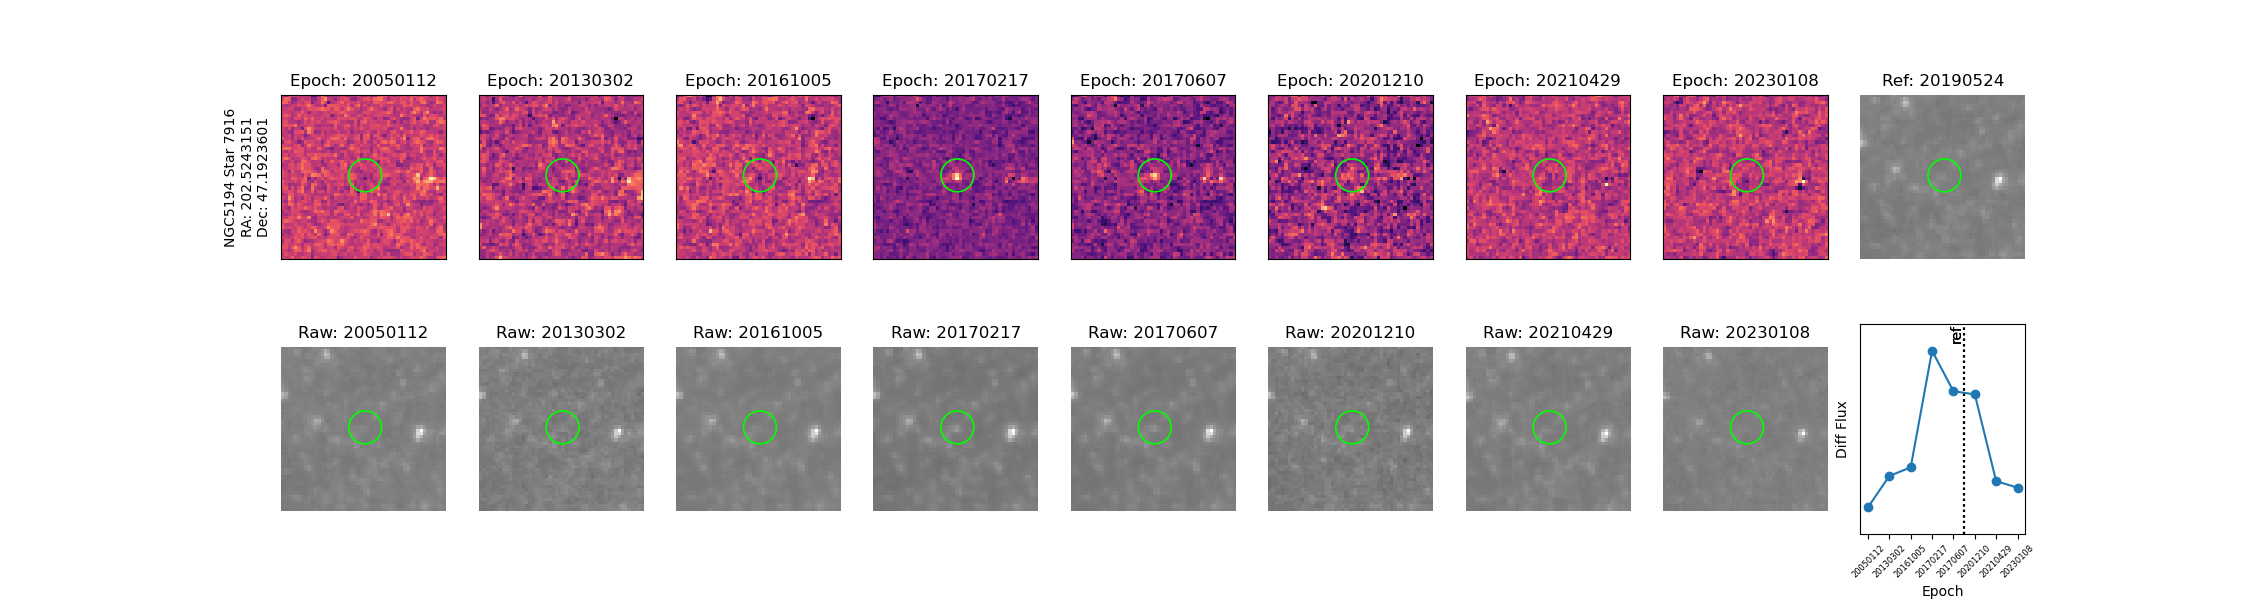 NGC5194 Star 7916
RA: 202.5243151
Dec: 47.1923601
Epoch: 20050112
Epoch: 20130302
Epoch: 20161005
Epoch: 20170217
Epoch: 20170607
Epoch: 20201210
Epoch: 20210429
Epoch: 20230108
Ref: 20190524
Raw: 20050112
Raw: 20130302
Raw: 20161005
Raw: 20170217
Raw: 20170607
Raw: 20201210
Raw: 20210429
Raw: 20230108
ref
Diff Flux
20050112
20130302
20161005
20170217
20170607
20201210
20210429
20230108
Epoch